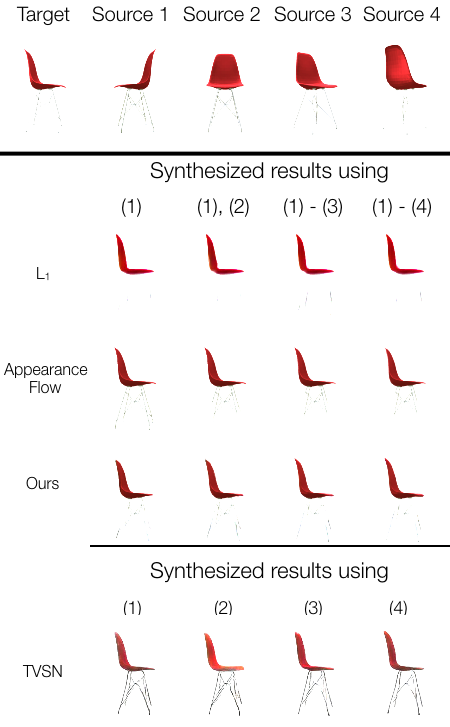 Target Source 1 Source 2 Source 3 Source 4
Synthesized results using
(1) (1), (2) (1) - (3) (1) - (4)
L₁
Appearance
Flow
Ours
Synthesized results using
(1) (2) (3) (4)
TVSN